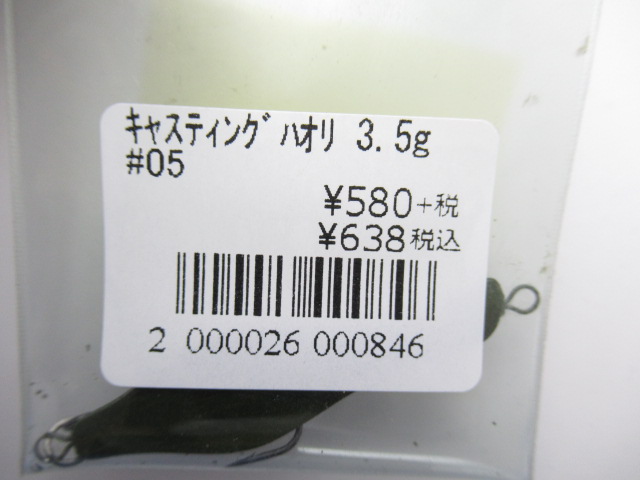 ｷｬｽﾃｨﾝｸﾞ ﾊｵﾘ 3.5g
#05
¥580+税
¥638税込
2 000026 000846